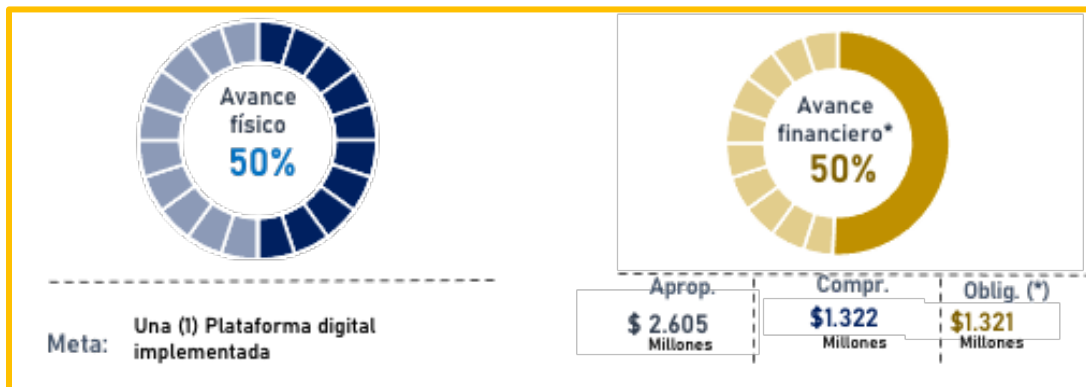 Avance
físico
50%
Meta:
Una (1) Plataforma digital
implementada
Avance
financiero*
50%
Aprop.
$ 2.605
Millones
Compr.
$1.322
Millones
Oblig. (*)
$1.321
Millones